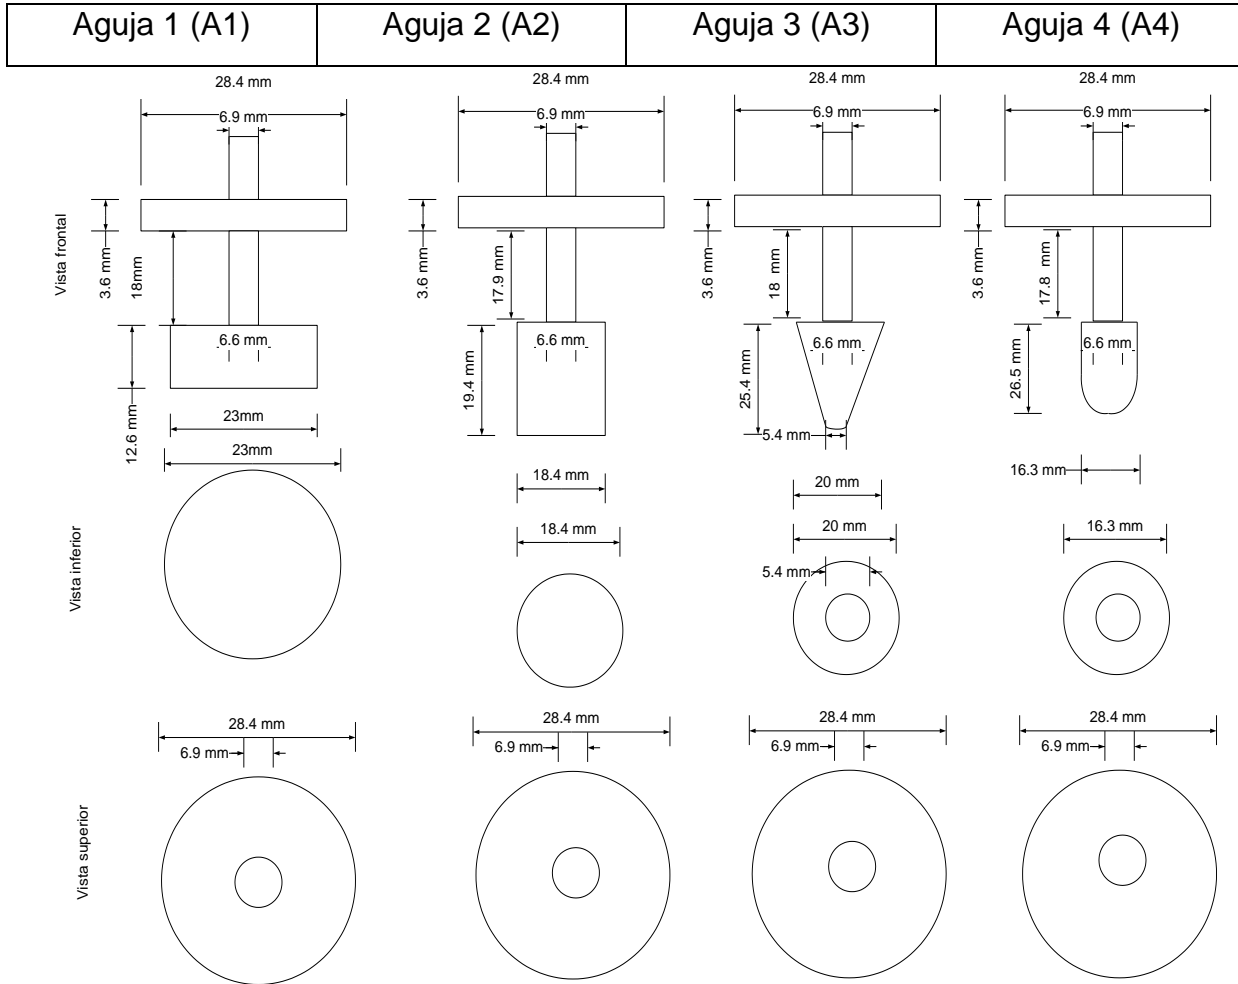 Aguja 1 (A1) Aguja 2 (A2) Aguja 3 (A3) Aguja 4 (A4)
28.4 mm 28.4 mm 28.4 mm 28.4 mm
6.9 mm 6.9 mm 6.9 mm 6.9 mm
Vista frontal
3.6 mm 18mm 3.6 mm 17.9 mm 3.6 mm 18 mm 3.6 mm 17.8 mm
6.6 mm 6.6 mm 6.6 mm 6.6 mm
12.6 mm 19.4 mm 25.4 mm 26.5 mm
23mm 5.4 mm
23mm 18.4 mm 20 mm 16.3 mm
18.4 mm 20 mm 16.3 mm
Vista inferior
5.4 mm
28.4 mm 28.4 mm 28.4 mm 28.4 mm
6.9 mm 6.9 mm 6.9 mm 6.9 mm
Vista superior